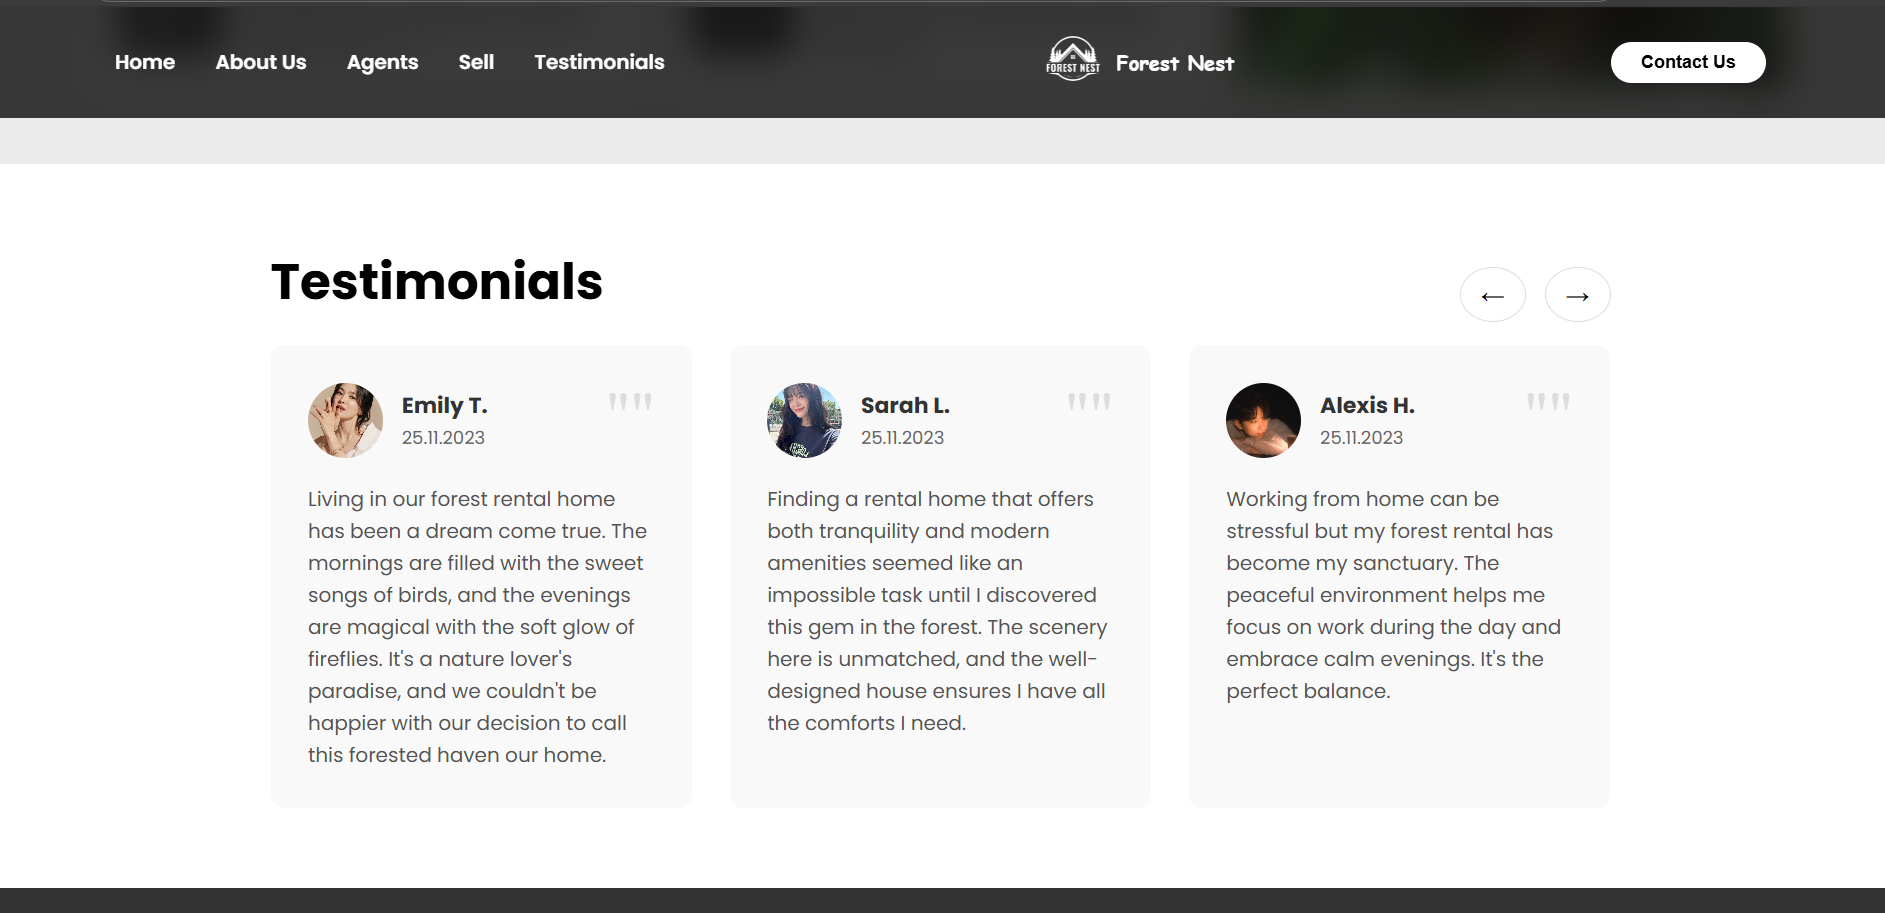 Home About Us Agents Sell Testimonials FOREST NEST Forest Nest Contact Us
Testimonials
← →
Emily T.
""
25.11.2023
Living in our forest rental home
has been a dream come true. The
mornings are filled with the sweet
songs of birds, and the evenings
are magical with the soft glow of
fireflies. It's a nature lover's
paradise, and we couldn't be
happier with our decision to call
this forested haven our home.
Sarah L.
""
25.11.2023
Finding a rental home that offers
both tranquility and modern
amenities seemed like an
impossible task until I discovered
this gem in the forest. The scenery
here is unmatched, and the well-
designed house ensures I have all
the comforts I need.
Alexis H.
""
25.11.2023
Working from home can be
stressful but my forest rental has
become my sanctuary. The
peaceful environment helps me
focus on work during the day and
embrace calm evenings. It's the
perfect balance.